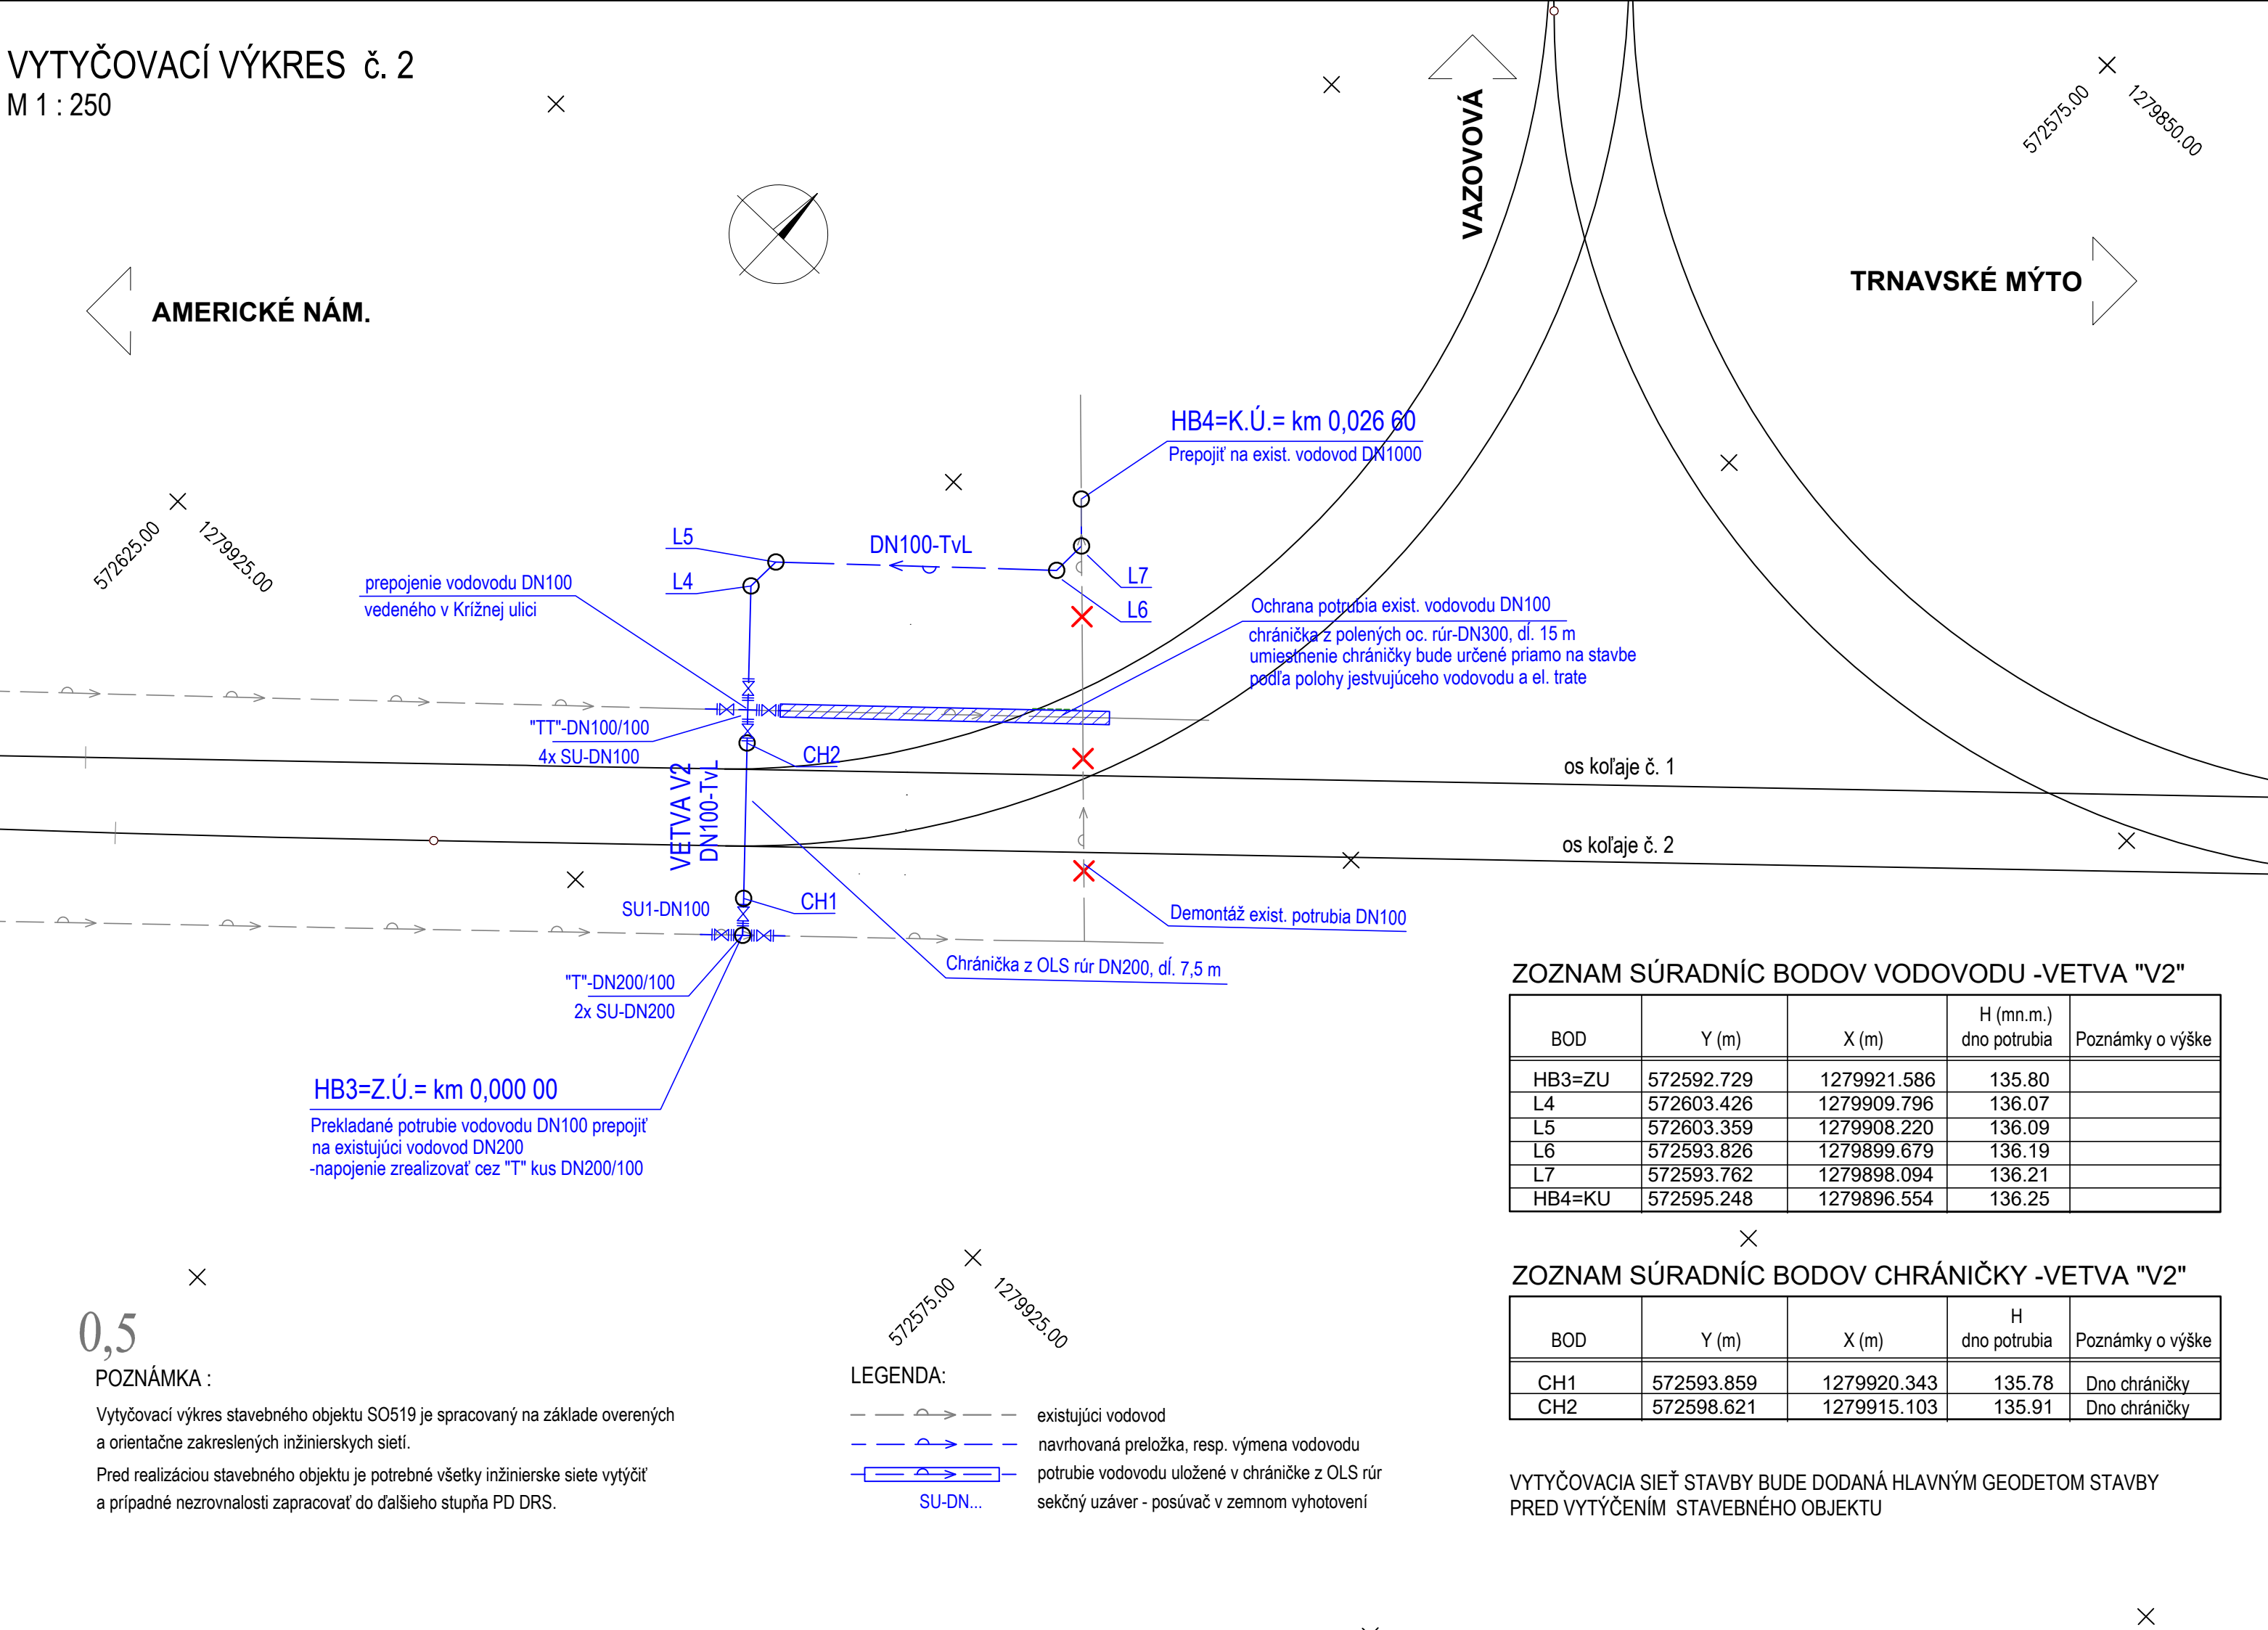 VYTYČOVACÍ VÝKRES č. 2
M 1 : 250
VAZOVOVÁ
572575.00
1279850.00
AMERICKÉ NÁM.
TRNAVSKÉ MÝTO
HB4=K.Ú.= km 0,026 60
Prepojiť na exist. vodovod DN1000
572625.00
1279925.00
L5
DN100-TvL
L4
L7
L6
prepojenie vodovodu DN100
vedeného v Krížnej ulici
Ochrana potrubia exist. vodovodu DN100
chránička z polených oc. rúr-DN300, dĺ. 15 m
umiestnenie chráničky bude určené priamo na stavbe
podľa polohy jestvujúceho vodovodu a el. trate
"TT"-DN100/100
4x SU-DN100
CH2
VETVA V2
DN100-TvL
os koľaje č. 1
os koľaje č. 2
SU1-DN100
CH1
Demontáž exist. potrubia DN100
Chránička z OLS rúr DN200, dĺ. 7,5 m
"T"-DN200/100
2x SU-DN200
HB3=Z.Ú.= km 0,000 00
Prekladané potrubie vodovodu DN100 prepojiť
na existujúci vodovod DN200
-napojenie zrealizovať cez "T" kus DN200/100
ZOZNAM SÚRADNÍC BODOV VODOVODU -VETVA "V2"
BOD Y (m) X (m) H (mn.m.) dno potrubia Poznámky o výške
HB3=ZU 572592.729 1279921.586 135.80
L4 572603.426 1279909.796 136.07
L5 572603.359 1279908.220 136.09
L6 572593.826 1279899.679 136.19
L7 572593.762 1279898.094 136.21
HB4=KU 572595.248 1279896.554 136.25
ZOZNAM SÚRADNÍC BODOV CHRÁNIČKY -VETVA "V2"
BOD Y (m) X (m) H dno potrubia Poznámky o výške
CH1 572593.859 1279920.343 135.78 Dno chráničky
CH2 572598.621 1279915.103 135.91 Dno chráničky
572575.00
1279925.00
0,5
POZNÁMKA :
Vytyčovací výkres stavebného objektu SO519 je spracovaný na základe overených
a orientačne zakreslených inžinierskych sietí.
Pred realizáciou stavebného objektu je potrebné všetky inžinierske siete vytýčiť
a prípadné nezrovnalosti zapracovať do ďalšieho stupňa PD DRS.
LEGENDA:
existujúci vodovod
navrhovaná preložka, resp. výmena vodovodu
potrubie vodovodu uložené v chráničke z OLS rúr
SU-DN... sekčný uzáver - posúvač v zemnom vyhotovení
VYTYČOVACIA SIEŤ STAVBY BUDE DODANÁ HLAVNÝM GEODETOM STAVBY
PRED VYTÝČENÍM STAVEBNÉHO OBJEKTU